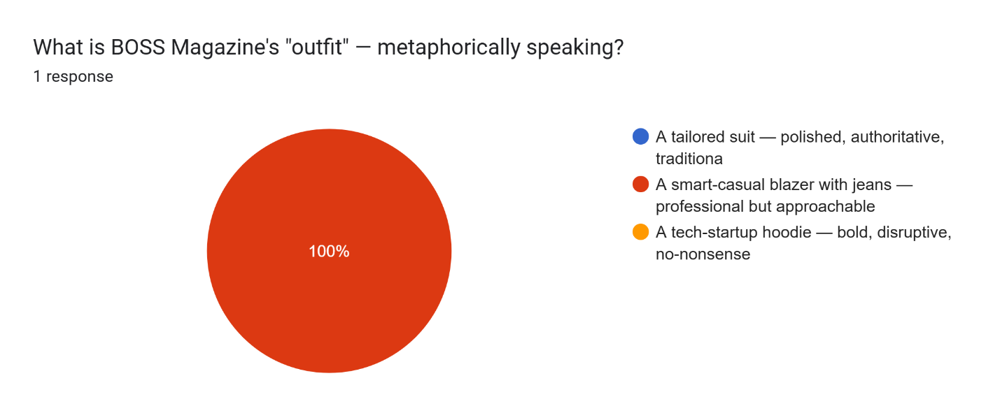 What is BOSS Magazine's "outfit" — metaphorically speaking?
1 response
100%
A tailored suit — polished, authoritative,
traditiona
A smart-casual blazer with jeans —
professional but approachable
A tech-startup hoodie — bold, disruptive,
no-nonsense